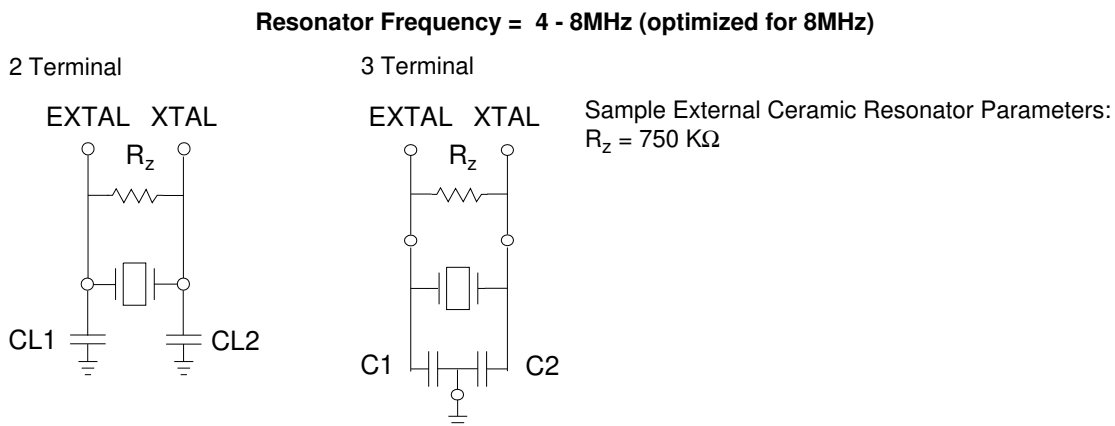 Resonator Frequency = 4 - 8MHz (optimized for 8MHz)
2 Terminal
3 Terminal
EXTAL XTAL
Rz
CL1
CL2
EXTAL XTAL
Rz
C1
C2
Sample External Ceramic Resonator Parameters:
Rz = 750 KΩ